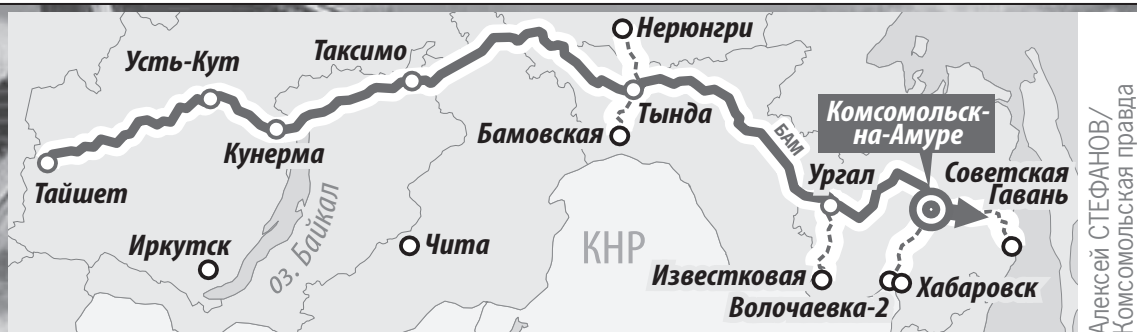 Нерюнгри
Таксимо
Усть-Кут
Тында
Комсомольск-
на-Амуре
Бамовская
БАМ
Кунерма
Ургал
Советская
Гавань
Тайшет
оз. Байкал
Иркутск
Чита
КНР
Известковая
Волочаевка-2
Хабаровск
Алексей СТЕФАНОВ/
Комсомольская правда